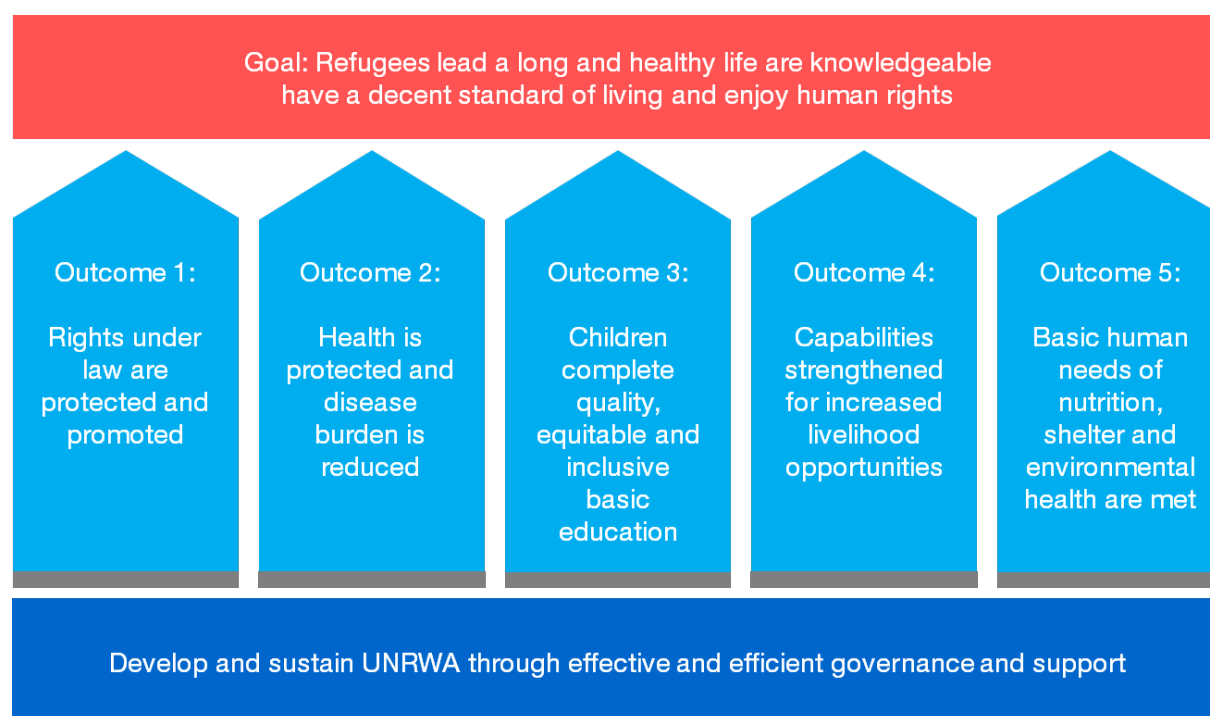 Goal: Refugees lead a long and healthy life are knowledgeable
have a decent standard of living and enjoy human rights
Outcome 1:
Rights under
law are
protected and
promoted
Outcome 2:
Health is
protected and
disease
burden is
reduced
Outcome 3:
Children
complete
quality,
equitable and
inclusive
basic
education
Outcome 4:
Capabilities
strengthened
for increased
livelihood
opportunities
Outcome 5:
Basic human
needs of
nutrition,
shelter and
environmental
health are met
Develop and sustain UNRWA through effective and efficient governance and support